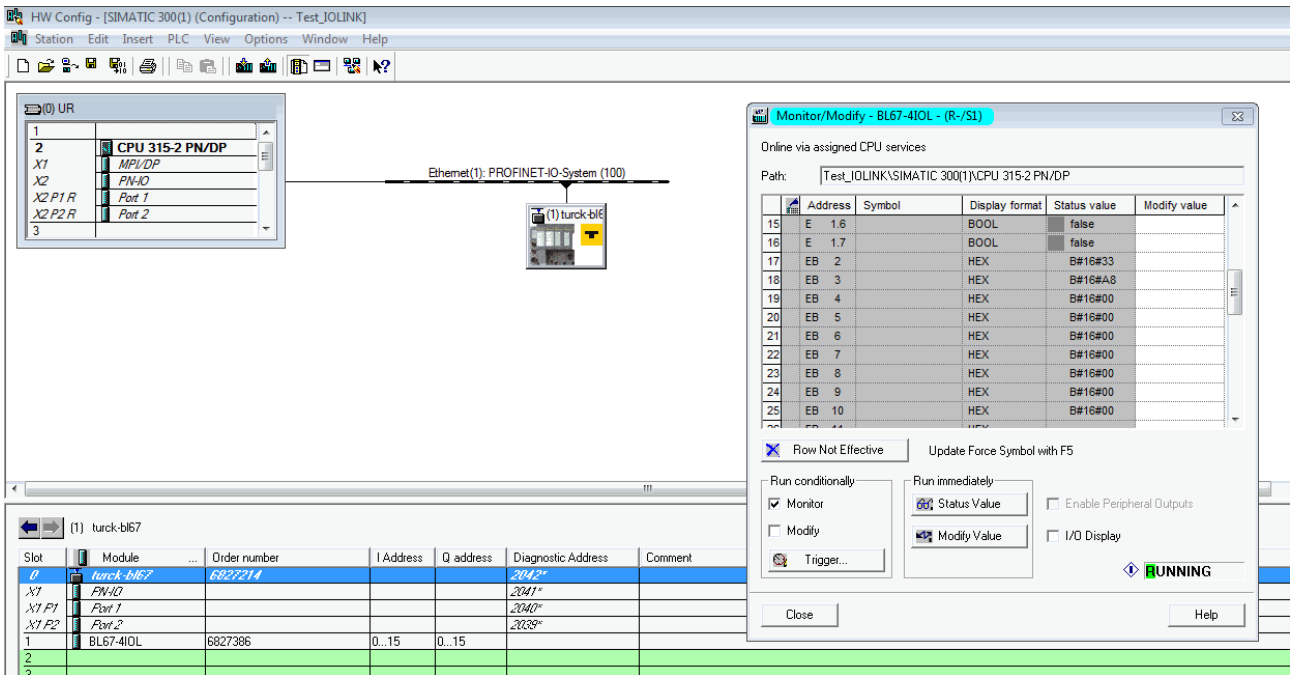 HW Config - [SIMATIC 300(1) (Configuration) -- Test_IOLINK]
Station Edit Insert PLC View Options Window Help
(0) UR
1
2 CPU 315-2 PN/DP
X1 MPI/DP
X2 PN-IO
X2 P1 R Port 1
X2 P2 R Port 2
3
Ethernet(1): PROFINET-IO-System (100)
(1) turck-bl6
Monitor/Modify - BL67-4IOL - (R-/S1)
Online via assigned CPU services
Path: Test_IOLINK\SIMATIC 300(1)\CPU 315-2 PN/DP
Address Symbol Display format Status value Modify value
15 E 1.6 BOOL false
16 E 1.7 BOOL false
17 EB 2 HEX B#16#33
18 EB 3 HEX B#16#A8
19 EB 4 HEX B#16#00
20 EB 5 HEX B#16#00
21 EB 6 HEX B#16#00
22 EB 7 HEX B#16#00
23 EB 8 HEX B#16#00
24 EB 9 HEX B#16#00
25 EB 10 HEX B#16#00
Row Not Effective Update Force Symbol with F5
Run conditionally Run immediately
Monitor Status Value Enable Peripheral Outputs
Modify Modify Value I/O Display
Trigger...
RUNNING
Close Help
(1) turck-bl67
Slot Module ... Order number I Address Q address Diagnostic Address Comment
0 turck-bl67 6827214 2042*
X1 PN-IO 2041*
X1 P1 Port 1 2040*
X1 P2 Port 2 2039*
1 BL67-4IOL 6827386 0...15 0...15
2